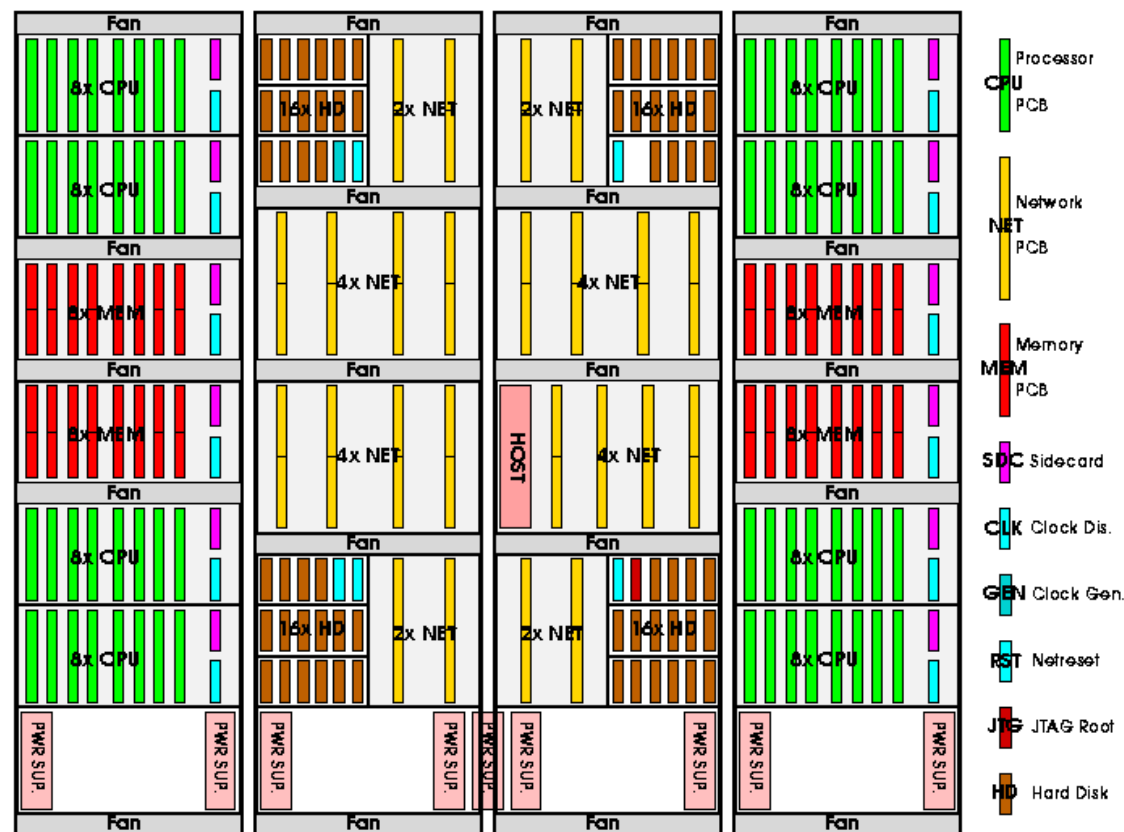 Fan
8x CPU
8x CPU
Fan
8x MEM
Fan
8x MEM
Fan
8x CPU
8x CPU
PWR SUP.
PWR SUP.
Fan
Fan
16x HD
2x NET
Fan
4x NET
Fan
4x NET
Fan
16x HD
2x NET
PWR SUP.
PWR SUP.
Fan
PWR SUP.
Fan
2x NET
16x HD
Fan
4x NET
Fan
HOST
4x NET
Fan
2x NET
16x HD
PWR SUP.
PWR SUP.
Fan
Fan
8x CPU
8x CPU
Fan
8x MEM
Fan
8x MEM
Fan
8x CPU
8x CPU
PWR SUP.
PWR SUP.
Fan
Processor
CPU
PCB
Network
NET
PCB
Memory
MEM
PCB
SDC Sidecard
CLK Clock Dis.
GEN Clock Gen.
RST Netreset
JTG JTAG Root
HD Hard Disk